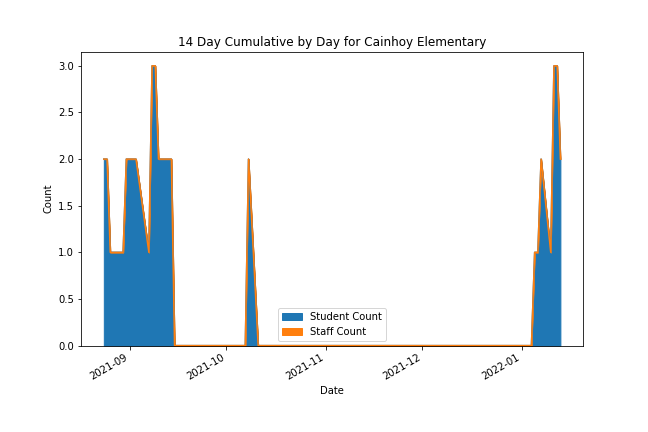 14 Day Cumulative by Day for Cainhoy Elementary
3.0
2.5
2.0
1.5
1.0
0.5
0.0
Count
Student Count
Staff Count
2021-09
2021-10
2021-11
2021-12
2022-01
Date